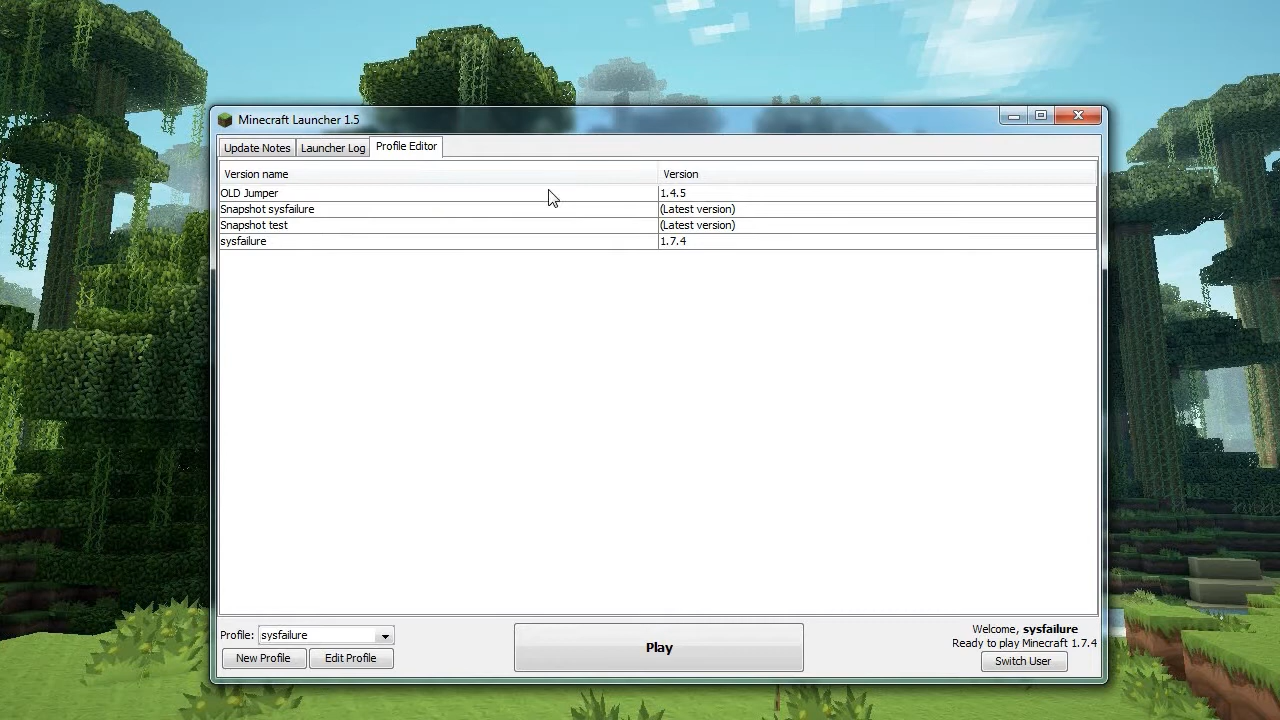 Minecraft Launcher 1.5
Update Notes Launcher Log Profile Editor
Version name Version
OLD Jumper 1.4.5
Snapshot sysfailure (Latest version)
Snapshot test (Latest version)
sysfailure 1.7.4
Profile: sysfailure
New Profile Edit Profile
Play
Welcome, sysfailure
Ready to play Minecraft 1.7.4
Switch User